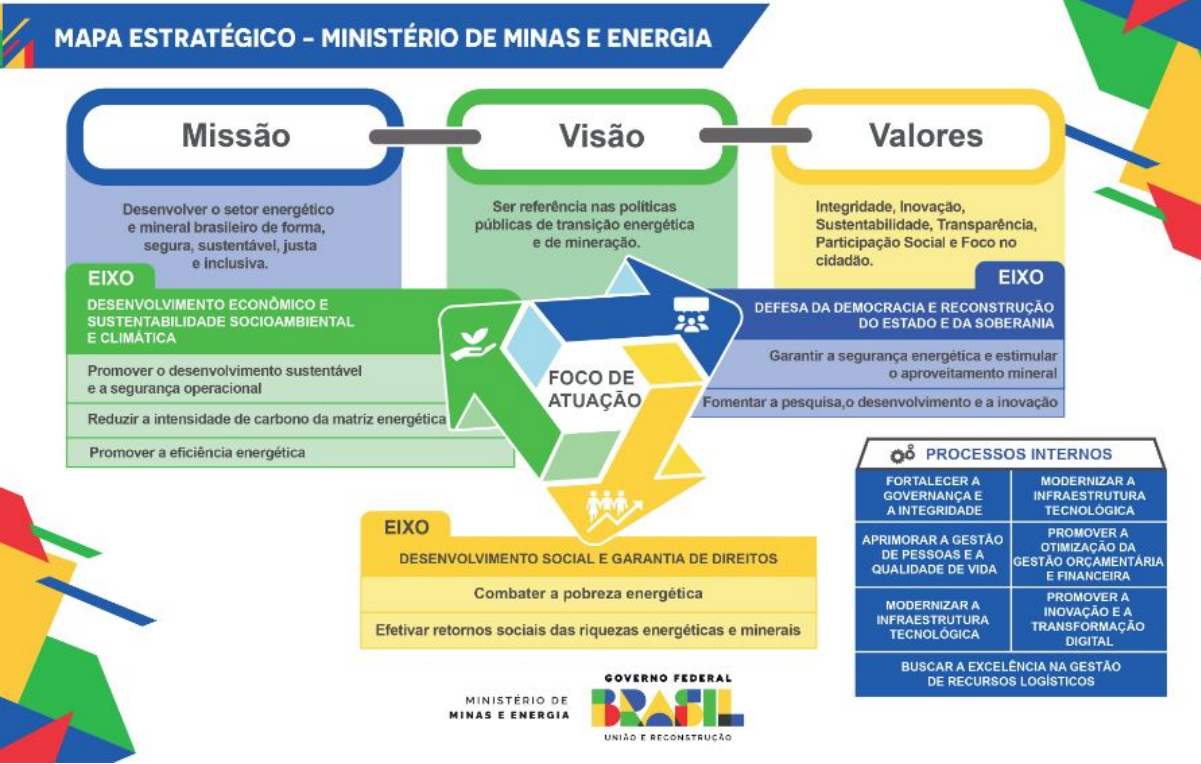 MAPA ESTRATÉGICO – MINISTÉRIO DE MINAS E ENERGIA
Missão
Desenvolver o setor energético
e mineral brasileiro de forma,
segura, sustentável, justa
e inclusiva.
Visão
Ser referência nas políticas
públicas de transição energética
e de mineração.
Valores
Integridade, Inovação,
Sustentabilidade, Transparência,
Participação Social e Foco no
cidadão.
EIXO
DESENVOLVIMENTO ECONÔMICO E
SUSTENTABILIDADE SOCIOAMBIENTAL
E CLIMÁTICA
Promover o desenvolvimento sustentável
e a segurança operacional
Reduzir a intensidade de carbono da matriz energética
Promover a eficiência energética
FOCO DE
ATUAÇÃO
EIXO
DEFESA DA DEMOCRACIA E RECONSTRUÇÃO
DO ESTADO E DA SOBERANIA
Garantir a segurança energética e estimular
o aproveitamento mineral
Fomentar a pesquisa,o desenvolvimento e a inovação
EIXO
DESENVOLVIMENTO SOCIAL E GARANTIA DE DIREITOS
Combater a pobreza energética
Efetivar retornos sociais das riquezas energéticas e minerais
PROCESSOS INTERNOS
FORTALECER A
GOVERNANÇA E
A INTEGRIDADE
MODERNIZAR A
INFRAESTRUTURA
TECNOLÓGICA
APRIMORAR A GESTÃO
DE PESSOAS E A
QUALIDADE DE VIDA
PROMOVER A
OTIMIZAÇÃO DA
GESTÃO ORÇAMENTÁRIA
E FINANCEIRA
MODERNIZAR A
INFRAESTRUTURA
TECNOLÓGICA
PROMOVER A
INOVAÇÃO E A
TRANSFORMAÇÃO
DIGITAL
BUSCAR A EXCELÊNCIA NA GESTÃO
DE RECURSOS LOGÍSTICOS
MINISTÉRIO DE
MINAS E ENERGIA
GOVERNO FEDERAL
BRASIL
UNIÃO E RECONSTRUÇÃO